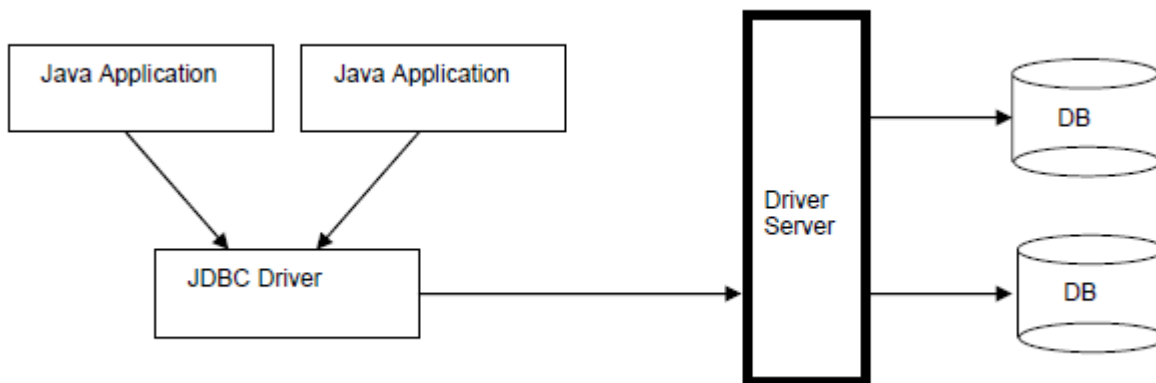 Java Application
Java Application
JDBC Driver
Driver
Server
DB
DB